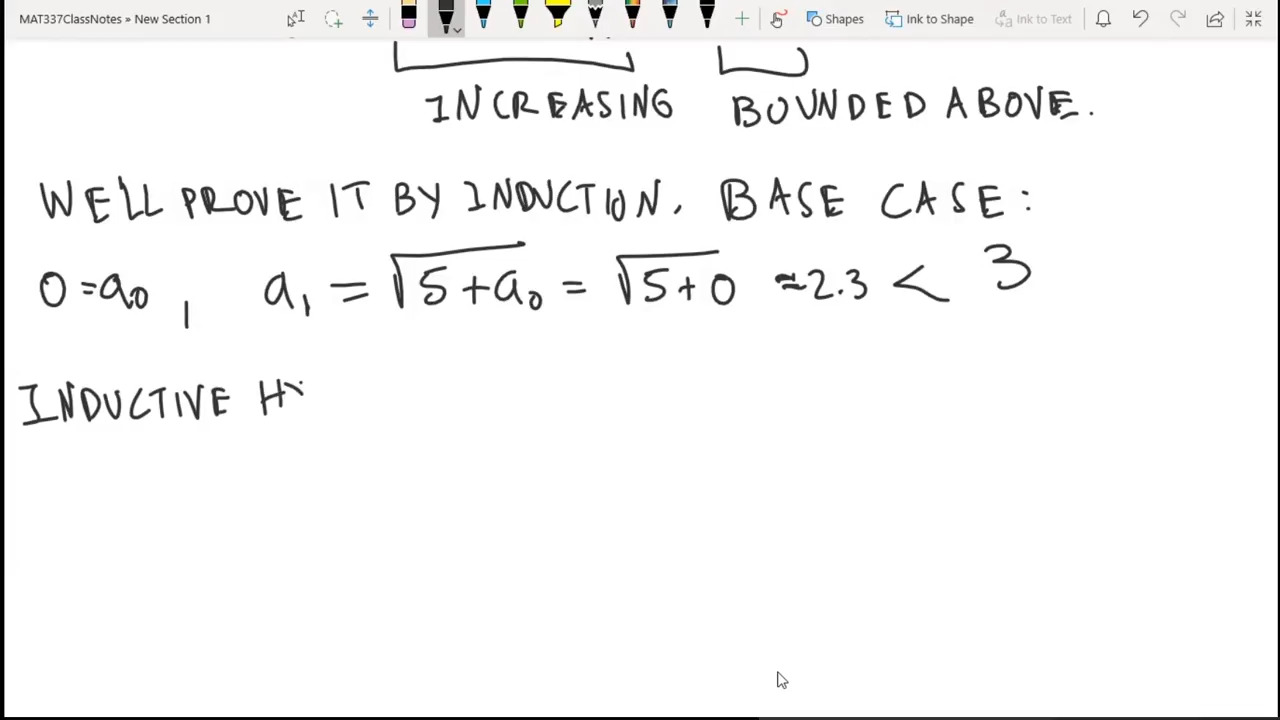 MAT337ClassNotes » New Section 1
Shapes Ink to Shape Ink to Text
INCREASING BOUNDED ABOVE.
WE'LL PROVE IT BY INDUCTION. BASE CASE:
0 = a₀, a₁ = √(5+a₀) = √(5+0) ≈2.3 < 3
INDUCTIVE